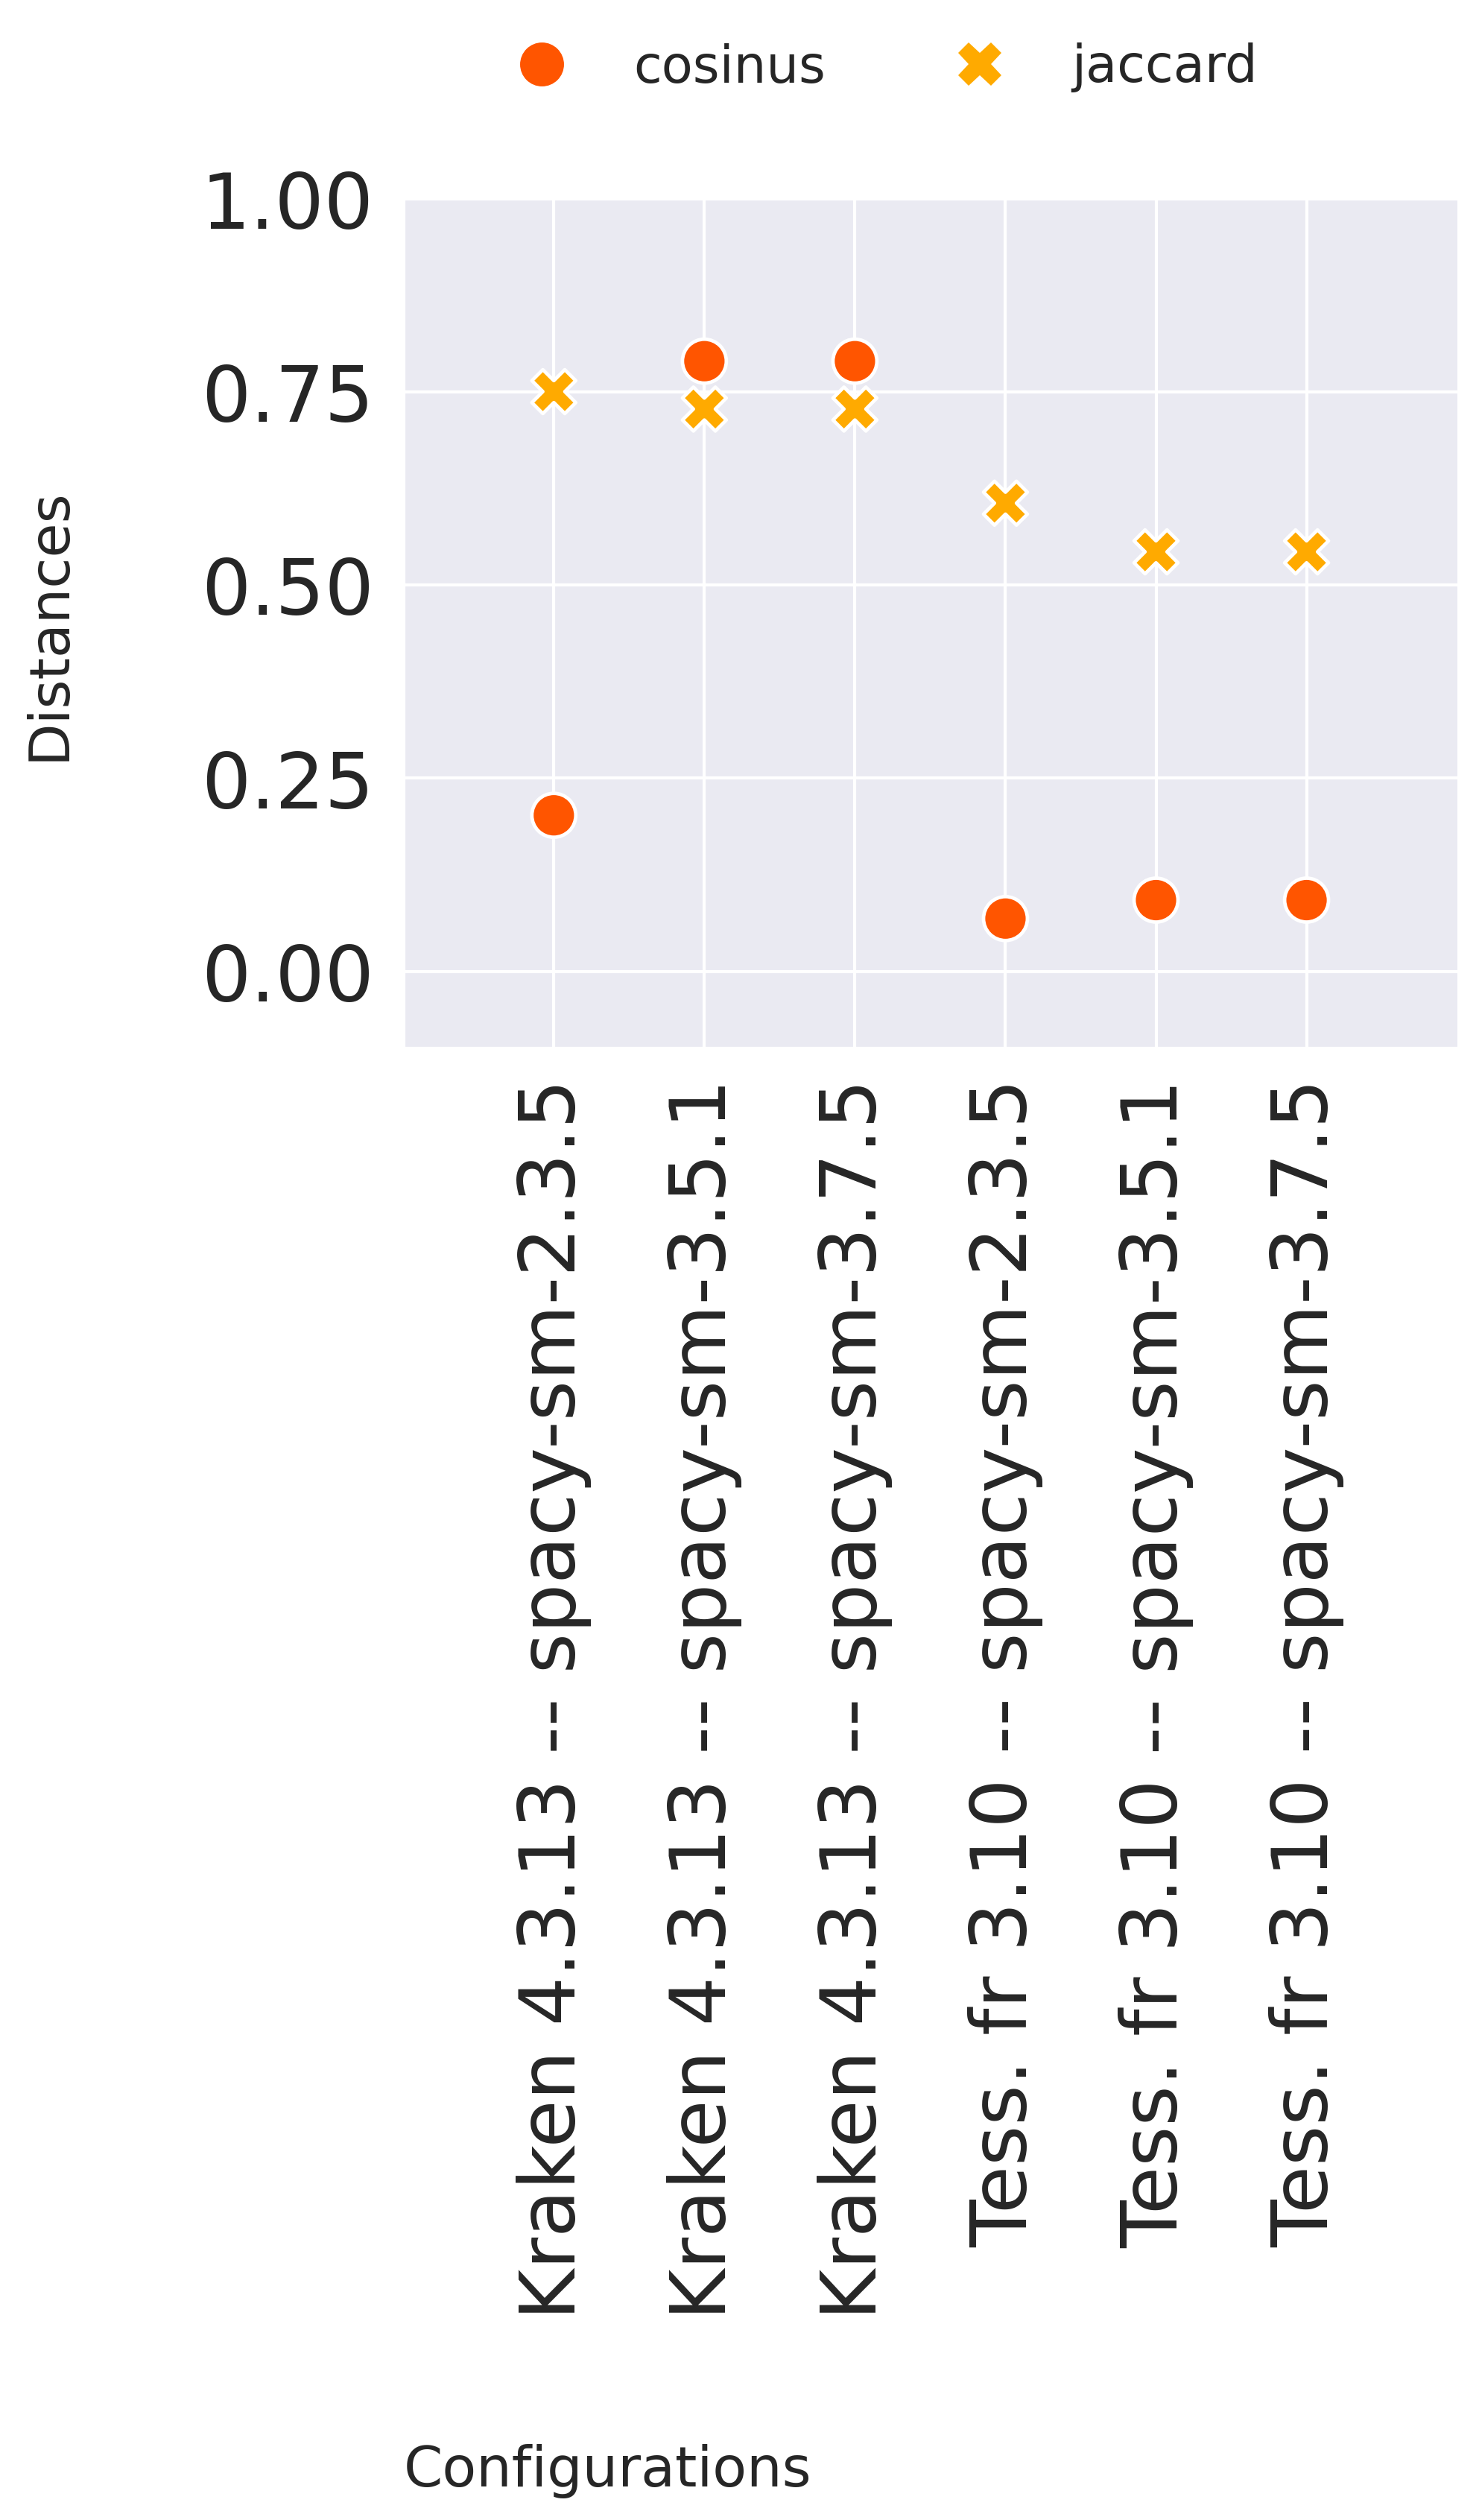 cosinus
jaccard
1.00
0.75
0.50
0.25
0.00
Distances
Kraken 4.3.13 -- spacy-sm-2.3.5
Kraken 4.3.13 -- spacy-sm-3.5.1
Kraken 4.3.13 -- spacy-sm-3.7.5
Tess. fr 3.10 -- spacy-sm-2.3.5
Tess. fr 3.10 -- spacy-sm-3.5.1
Tess. fr 3.10 -- spacy-sm-3.7.5
Configurations